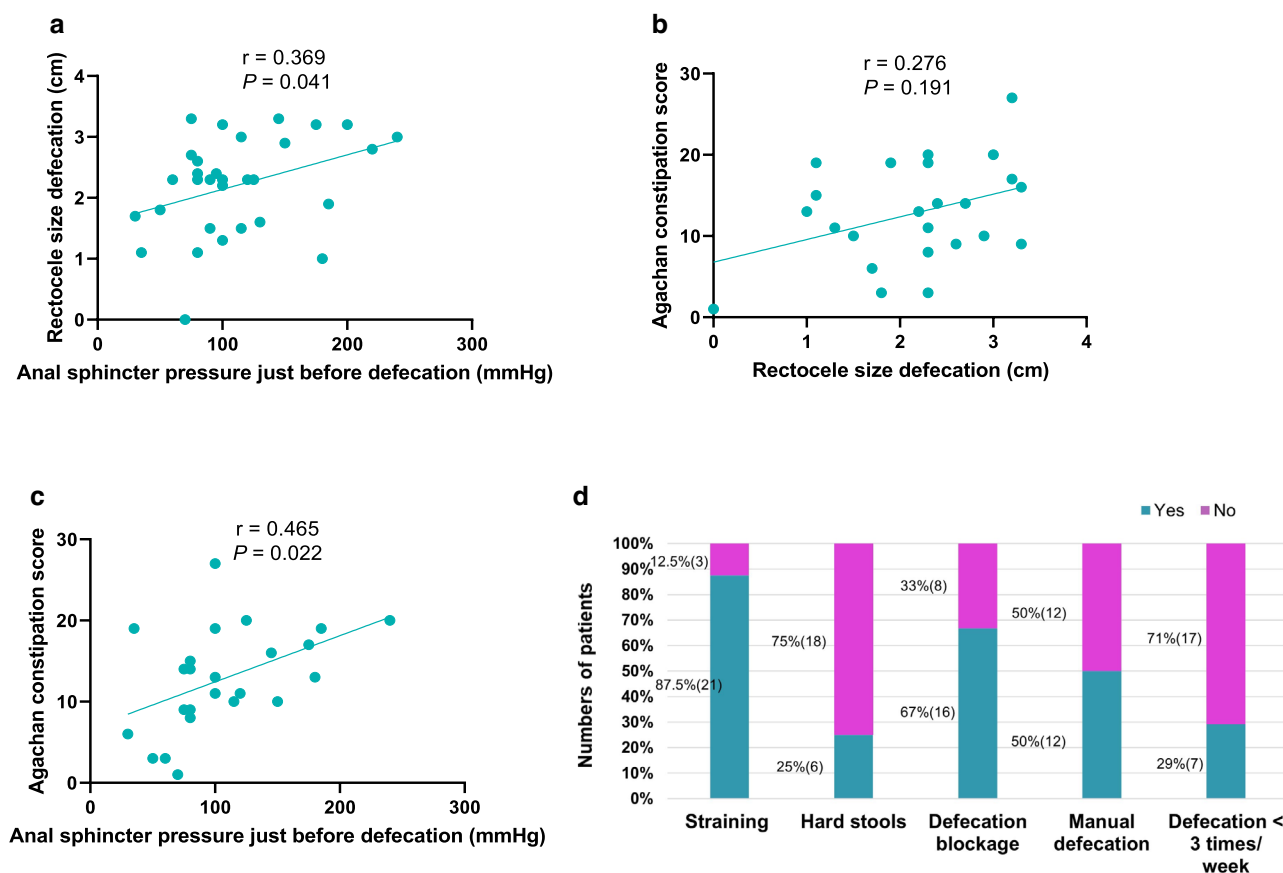 a
r = 0.369
P = 0.041
Rectocele size defecation (cm)
4
3
2
1
0
0 100 200 300
Anal sphincter pressure just before defecation (mmHg)
b
r = 0.276
P = 0.191
Agachan constipation score
30
20
10
0
0 1 2 3 4
Rectocele size defecation (cm)
c
r = 0.465
P = 0.022
Agachan constipation score
30
20
10
0
0 100 200 300
Anal sphincter pressure just before defecation (mmHg)
d
Yes No
Numbers of patients
100%
90%
80%
70%
60%
50%
40%
30%
20%
10%
0%
12.5%(3)
87.5%(21)
75%(18)
25%(6)
33%(8)
67%(16)
50%(12)
50%(12)
71%(17)
29%(7)
Straining
Hard stools
Defecation
blockage
Manual
defecation
Defecation <
3 times/
week